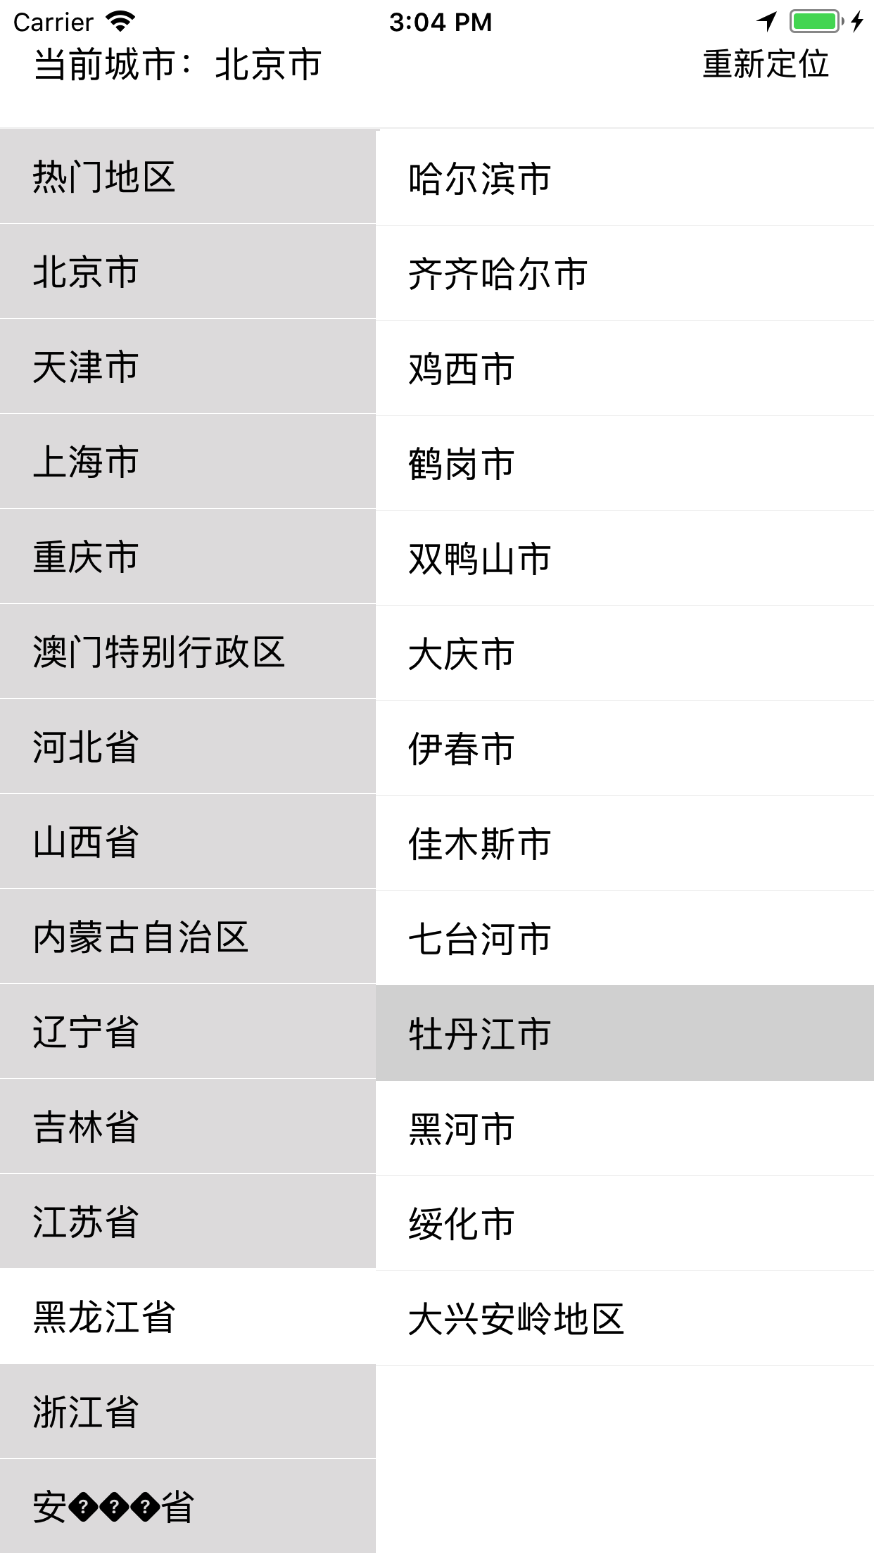 Carrier 3:04 PM
当前城市：北京市 重新定位
热门地区
北京市
天津市
上海市
重庆市
澳门特别行政区
河北省
山西省
内蒙古自治区
辽宁省
吉林省
江苏省
黑龙江省
浙江省
安���省
哈尔滨市
齐齐哈尔市
鸡西市
鹤岗市
双鸭山市
大庆市
伊春市
佳木斯市
七台河市
牡丹江市
黑河市
绥化市
大兴安岭地区